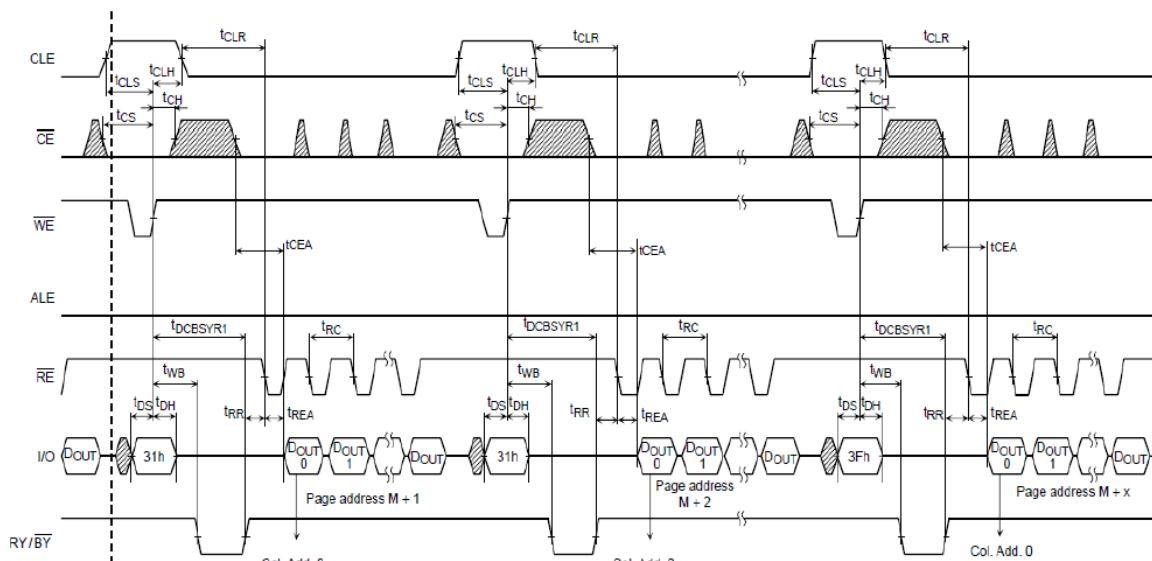 tCLR tCLR tCLR
CLE
tCLH tCLH tCLH
tCLS tCLS tCLS
tCH tCH tCH
tCS tCS tCS
CE
WE
tCEA tCEA tCEA
ALE
tDCBSYR1 tDCBSYR1 tDCBSYR1
tRC tRC tRC
RE
tWB tWB tWB
tDS tDH tRR tREA tDS tDH tRR tREA tDS tDH tRR tREA
I/O DOUT 31h DOUT 0 DOUT 1 DOUT 31h DOUT 0 DOUT 1 DOUT 3Fh DOUT 0 DOUT 1 DOUT
Page address M + 1 Page address M + 2 Page address M + x
RY/BY
Col. Add. Col. Add. Col. Add. 0